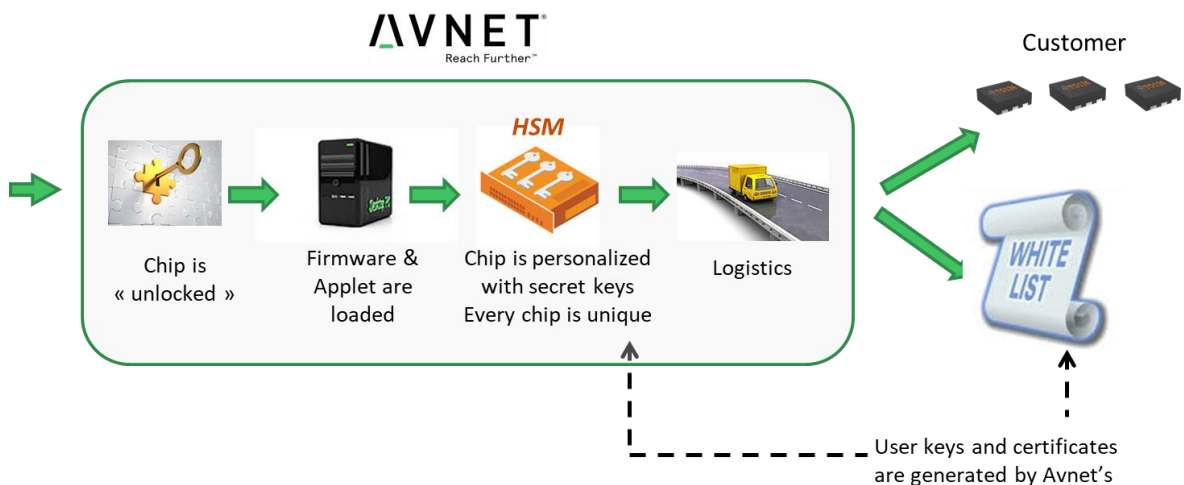 AVNET®
Reach Further™
Customer
HSM
Chip is
« unlocked »
Firmware &
Applet are
loaded
Chip is personalized
with secret keys
Every chip is unique
Logistics
WHITE
LIST
User keys and certificates
are generated by Avnet’s